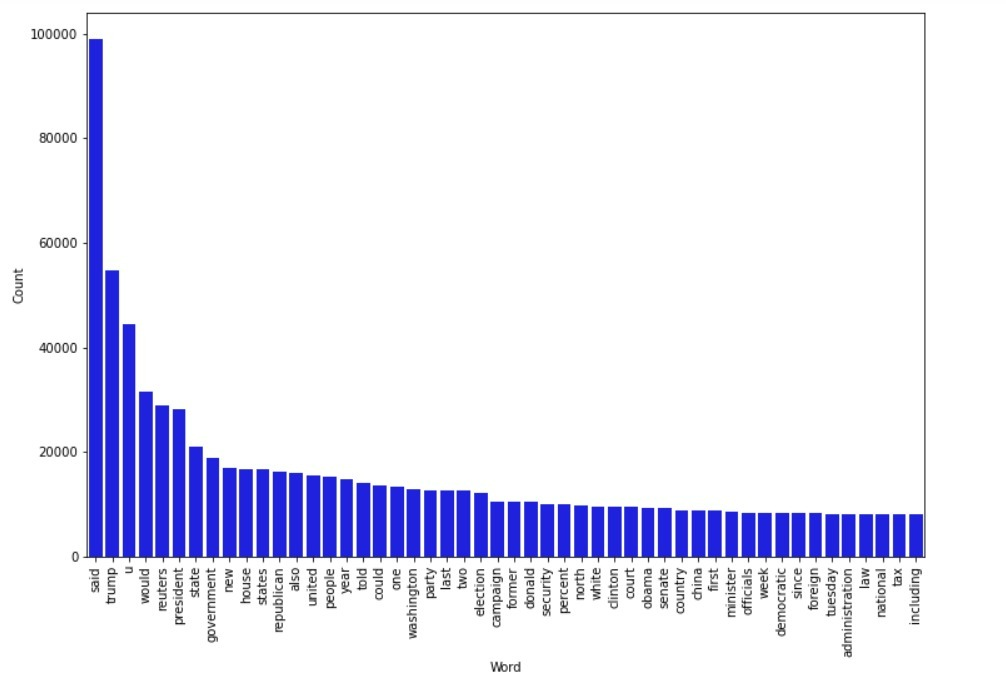 100000
80000
60000
40000
20000
0
Count
said
trump
u
would
reuters
president
state
government
new
house
states
republican
also
united
people
year
told
could
one
washington
party
last
two
election
campaign
former
donald
security
percent
north
white
clinton
court
obama
senate
country
china
first
minister
officials
week
democratic
since
foreign
tuesday
administration
law
national
tax
including
Word